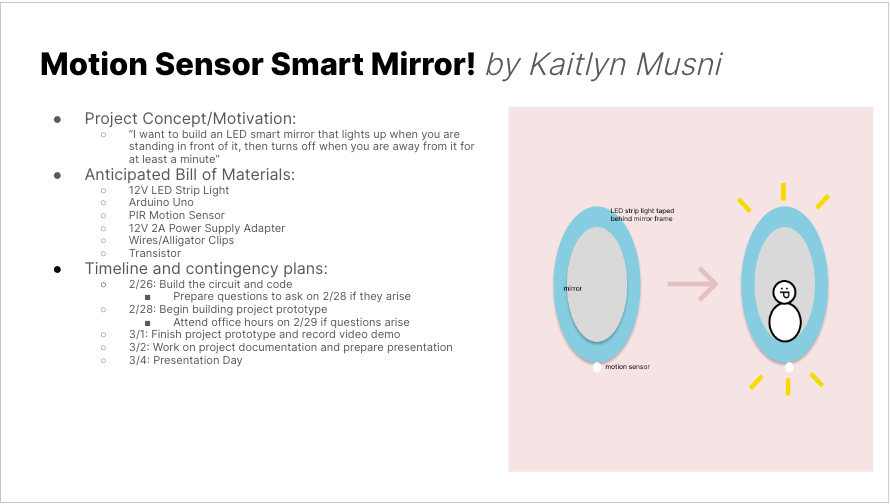 Motion Sensor Smart Mirror! by Kaitlyn Musni
● Project Concept/Motivation:
○ "I want to build an LED smart mirror that lights up when you are
standing in front of it, then turns off when you are away from it for
at least a minute"
● Anticipated Bill of Materials:
○ 12V LED Strip Light
○ Arduino Uno
○ PIR Motion Sensor
○ 12V 2A Power Supply Adapter
○ Wires/Alligator Clips
○ Transistor
● Timeline and contingency plans:
○ 2/26: Build the circuit and code
■ Prepare questions to ask on 2/28 if they arise
○ 2/28: Begin building project prototype
■ Attend office hours on 2/29 if questions arise
○ 3/1: Finish project prototype and record video demo
○ 3/2: Work on project documentation and prepare presentation
○ 3/4: Presentation Day
LED strip light taped
behind mirror frame
mirror
motion sensor